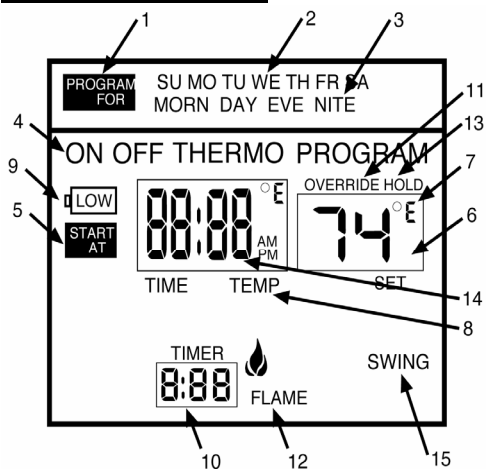 1 2 3
PROGRAM FOR
SU MO TU WE TH FR SA
MORN DAY EVE NITE
11
13
4
ON OFF THERMO PROGRAM
7
9
LOW
OVERRIDE HOLD
5
START AT
88:88 °E
AM
PM
74 °E
6
TIME TEMP
SET
14
8
TIMER
8:88
FLAME
SWING
10 12 15